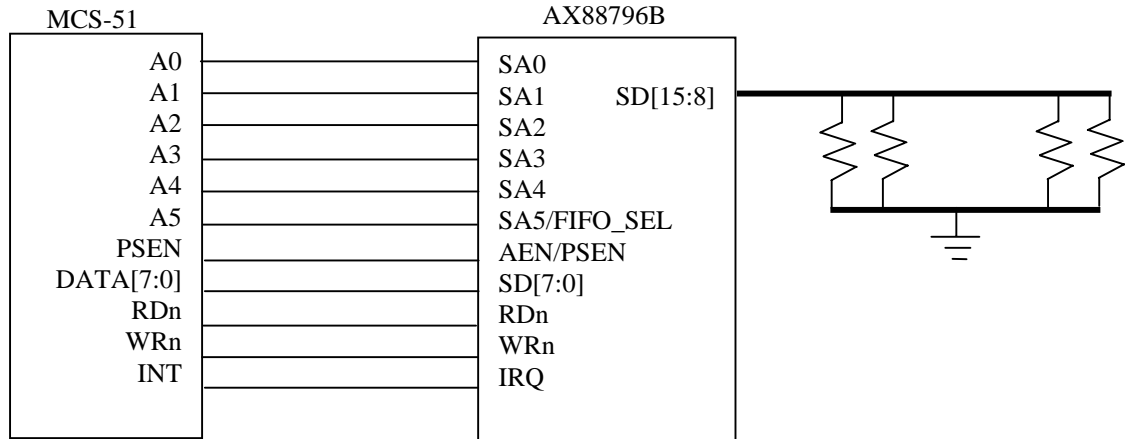 MCS-51
AX88796B
A0
A1
A2
A3
A4
A5
PSEN
DATA[7:0]
RDn
WRn
INT
SA0
SA1
SA2
SA3
SA4
SA5/FIFO_SEL
AEN/PSEN
SD[7:0]
RDn
WRn
IRQ
SD[15:8]